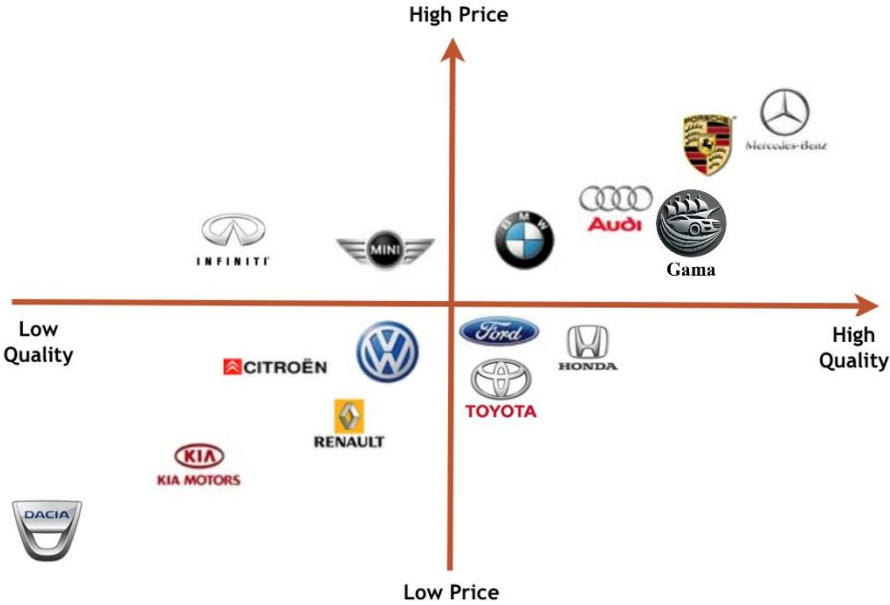 High Price
PORSCHE
Mercedes-Benz
Audi
BMW
INFINITI
MINI
Gama
Low
Quality
High
Quality
Ford
HONDA
CITROËN
TOYOTA
RENAULT
KIA
KIA MOTORS
DACIA
Low Price